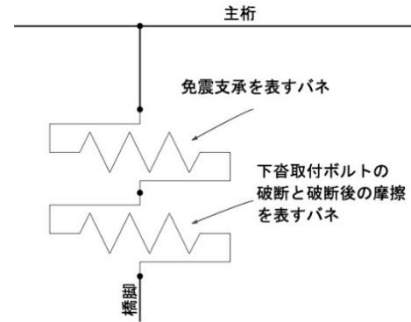 主桁
免震支承を表すバネ
下沓取付ボルトの
破断と破断後の摩擦
を表すバネ
橋脚